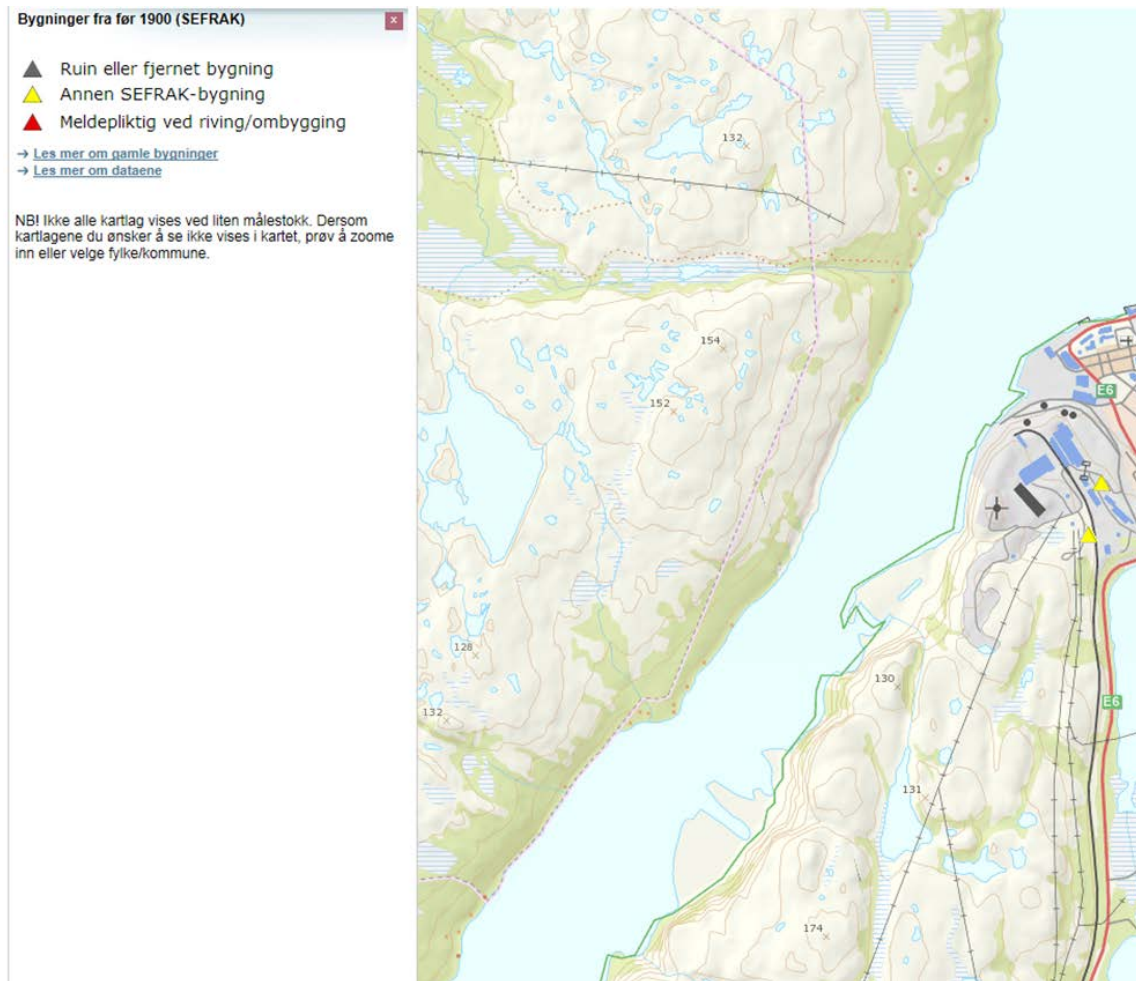 Bygninger fra før 1900 (SEFRAK)
x
Ruin eller fjernet bygning
Annen SEFRAK-bygning
Meldepliktig ved riving/ombygging
→ Les mer om gamle bygninger
→ Les mer om dataene
NB! Ikke alle kartlag vises ved liten målestokk. Dersom
kartlagene du ønsker å se ikke vises i kartet, prøv å zoome
inn eller velge fylke/kommune.
132
154
E6
152
128
130
E6
132
131
174